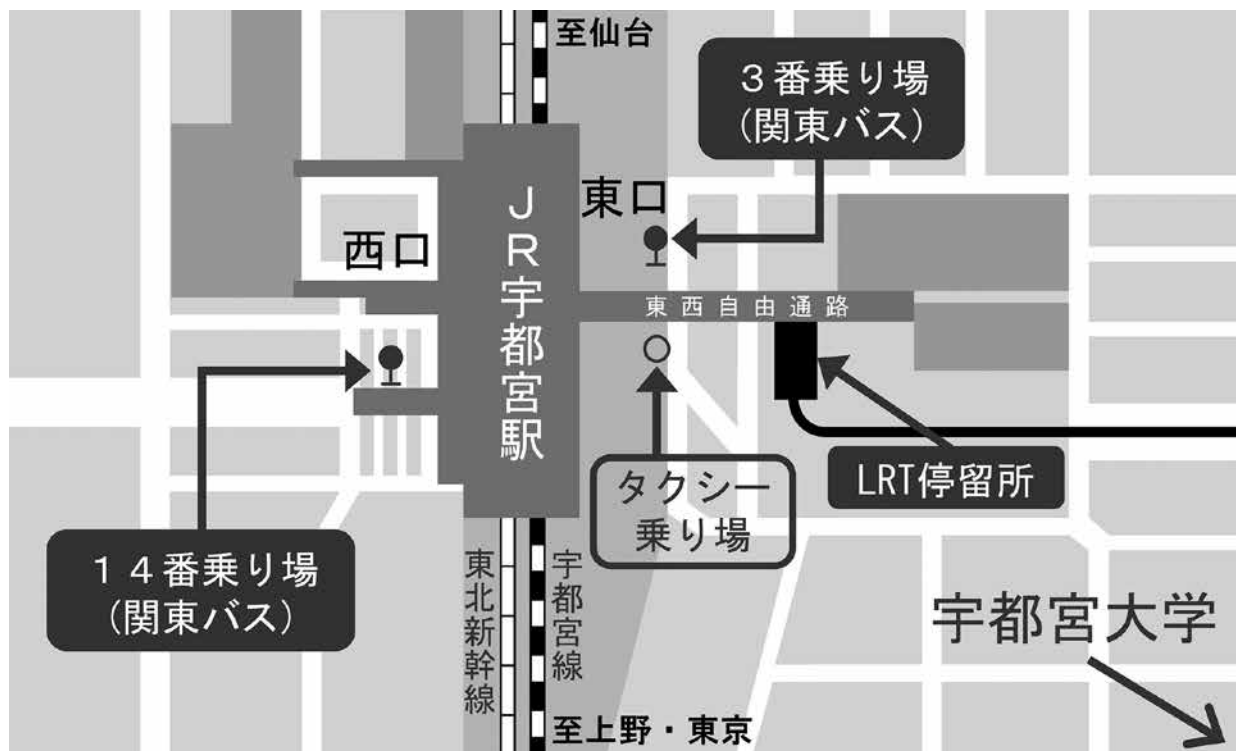 至仙台
３番乗り場
(関東バス)
東口
西口
ＪＲ宇都宮駅
東西自由通路
タクシー
乗り場
LRT停留所
１４番乗り場
(関東バス)
東北新幹線
宇都宮線
宇都宮大学
至上野・東京